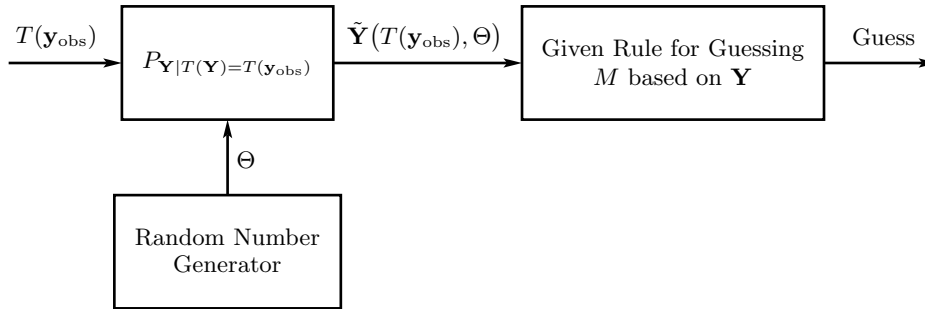 T(y_obs)
P_{Y|T(Y)=T(y_obs)}
Ỹ(T(y_obs), Θ)
Given Rule for Guessing
M based on Y
Guess
Θ
Random Number
Generator